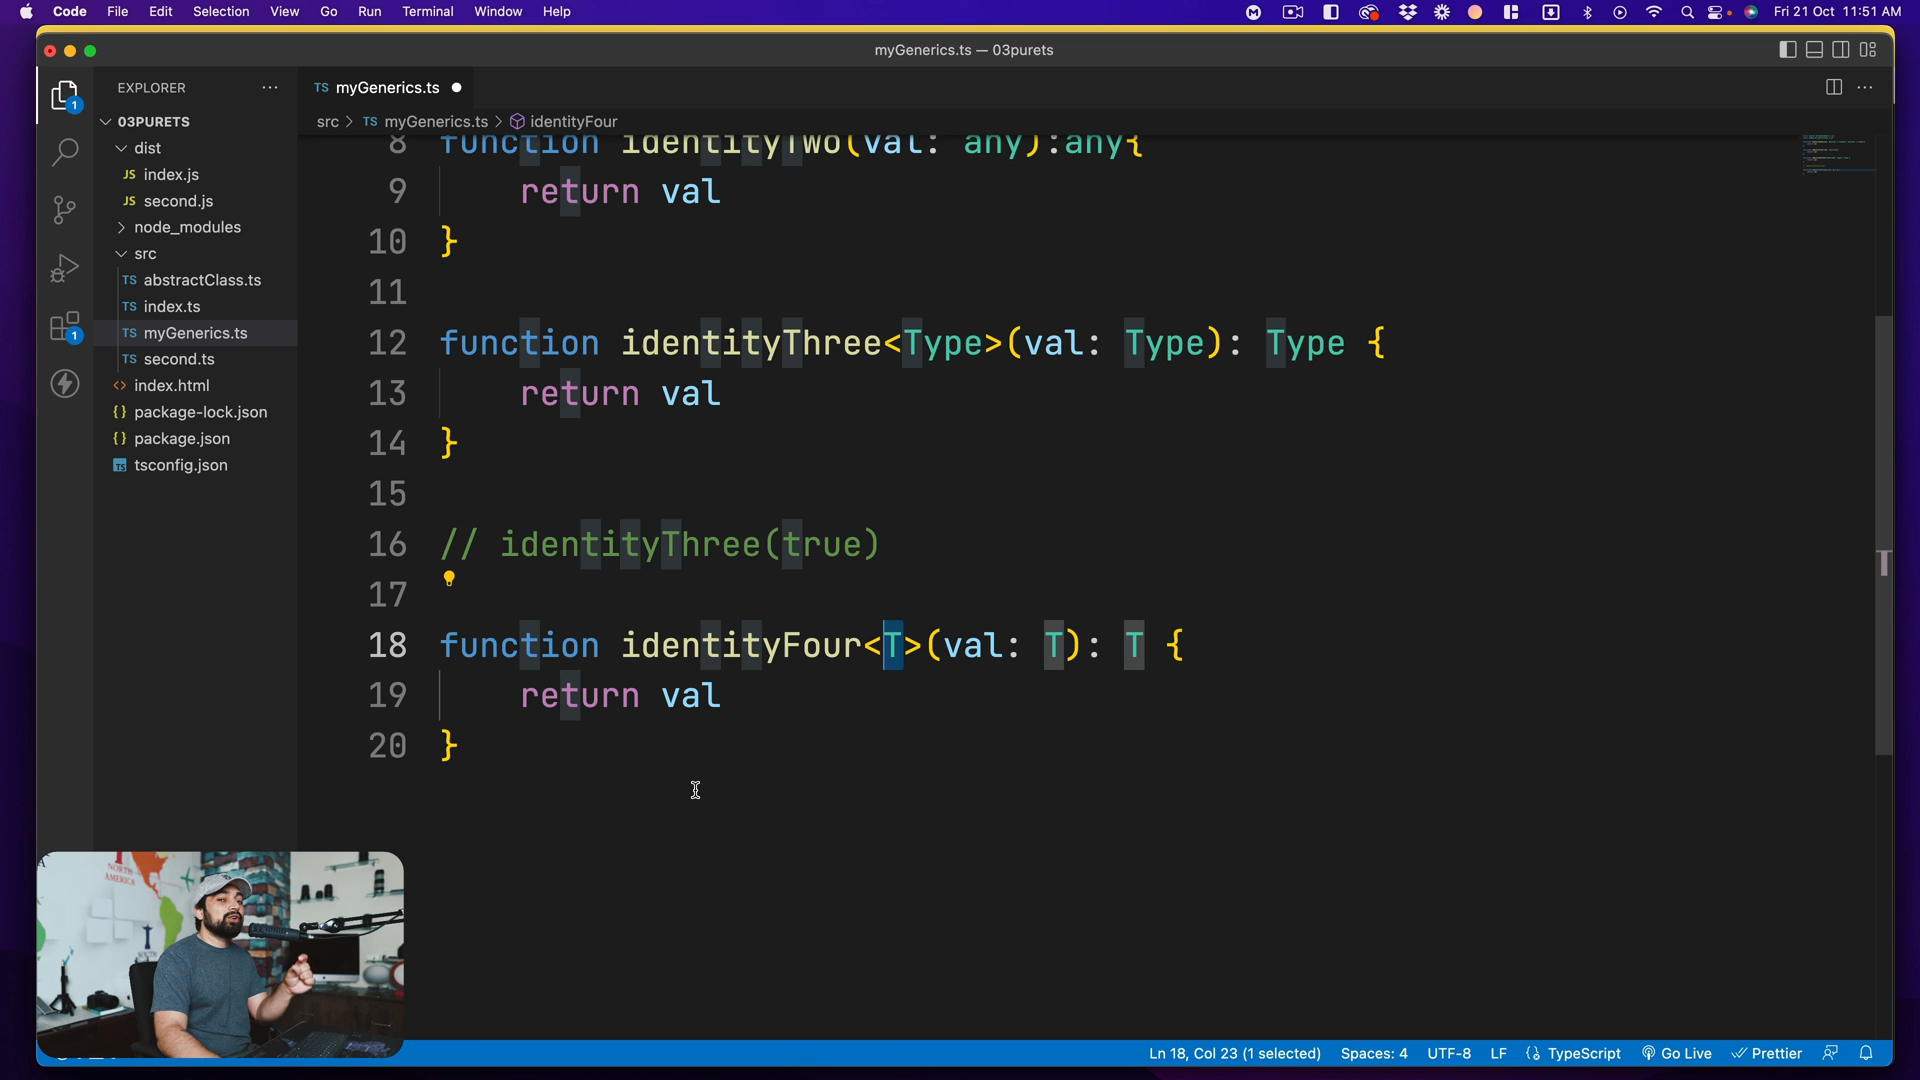 Code File Edit Selection View Go Run Terminal Window Help Fri 21 Oct 11:51 AM
myGenerics.ts — 03purets
EXPLORER
TS myGenerics.ts
1
03PURETS
src > TS myGenerics.ts > identityFour
dist
JS index.js
JS second.js
node_modules
src
TS abstractClass.ts
TS index.ts
TS myGenerics.ts
1
TS second.ts
<> index.html
{} package-lock.json
{} package.json
TS tsconfig.json
8 function identityTwo(val: any):any{
9 return val
10 }
11
12 function identityThree<Type>(val: Type): Type {
13 return val
14 }
15
16 // identityThree(true)
17
18 function identityFour<T>(val: T): T {
19 return val
20 }
NORTH
AMERICA
Ln 18, Col 23 (1 selected) Spaces: 4 UTF-8 LF {} TypeScript Go Live Prettier